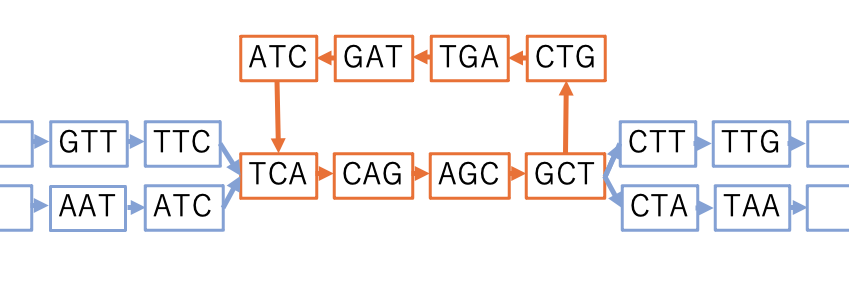 ATC GAT TGA CTG
GTT TTC CTT TTG
TCA CAG AGC GCT
AAT ATC CTA TAA